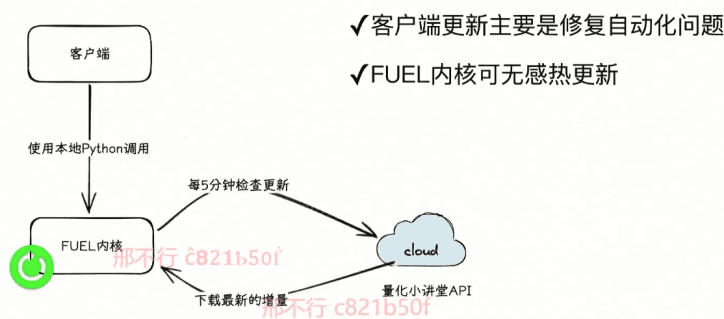 ✓客户端更新主要是修复自动化问题
客户端
✓FUEL内核可无感热更新
使用本地Python调用
每5分钟检查更新
FUEL内核
cloud
邢不行 c821b50f
量化小讲堂API
下载最新的增量
邢不行 c821b50f